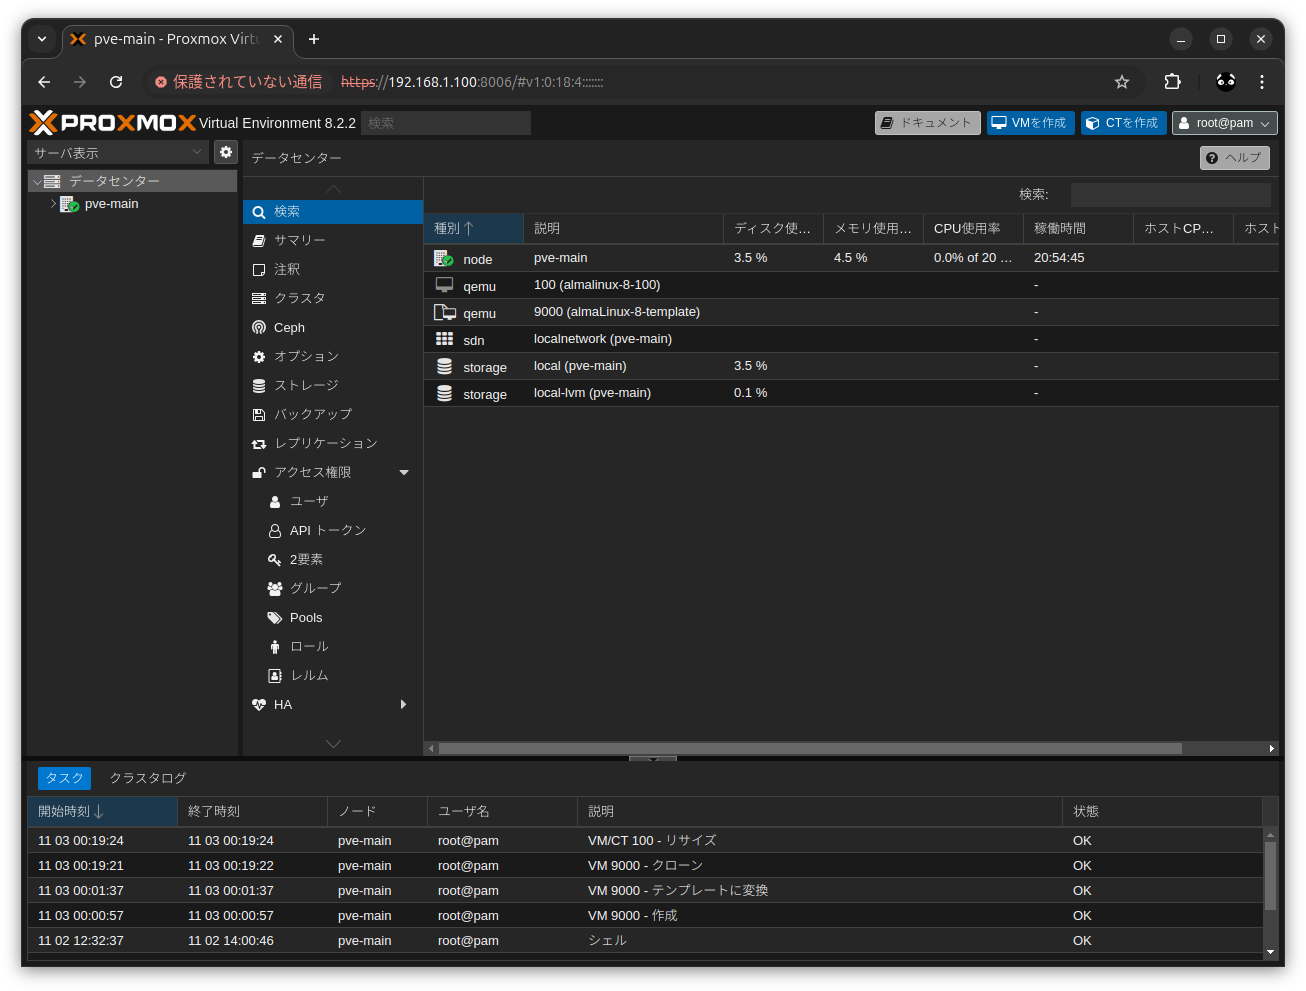 pve-main - Proxmox Virtu
保護されていない通信 https://192.168.1.100:8006/#v1:0:18:4:::::::
PROXMOX Virtual Environment 8.2.2 検索 ドキュメント VMを作成 CTを作成 root@pam
サーバ表示
データセンター
pve-main
データセンター ヘルプ
検索
サマリー
注釈
クラスタ
Ceph
オプション
ストレージ
バックアップ
レプリケーション
アクセス権限
ユーザ
API トークン
2要素
グループ
Pools
ロール
レルム
HA
検索:
種別 説明 ディスク使... メモリ使用... CPU使用率 稼働時間 ホストCP... ホスト
node pve-main 3.5 % 4.5 % 0.0% of 20 ... 20:54:45
qemu 100 (almalinux-8-100) -
qemu 9000 (almaLinux-8-template) -
sdn localnetwork (pve-main) -
storage local (pve-main) 3.5 % -
storage local-lvm (pve-main) 0.1 % -
タスク クラスタログ
開始時刻 終了時刻 ノード ユーザ名 説明 状態
11 03 00:19:24 11 03 00:19:24 pve-main root@pam VM/CT 100 - リサイズ OK
11 03 00:19:21 11 03 00:19:22 pve-main root@pam VM 9000 - クローン OK
11 03 00:01:37 11 03 00:01:37 pve-main root@pam VM 9000 - テンプレートに変換 OK
11 03 00:00:57 11 03 00:00:57 pve-main root@pam VM 9000 - 作成 OK
11 02 12:32:37 11 02 14:00:46 pve-main root@pam シェル OK